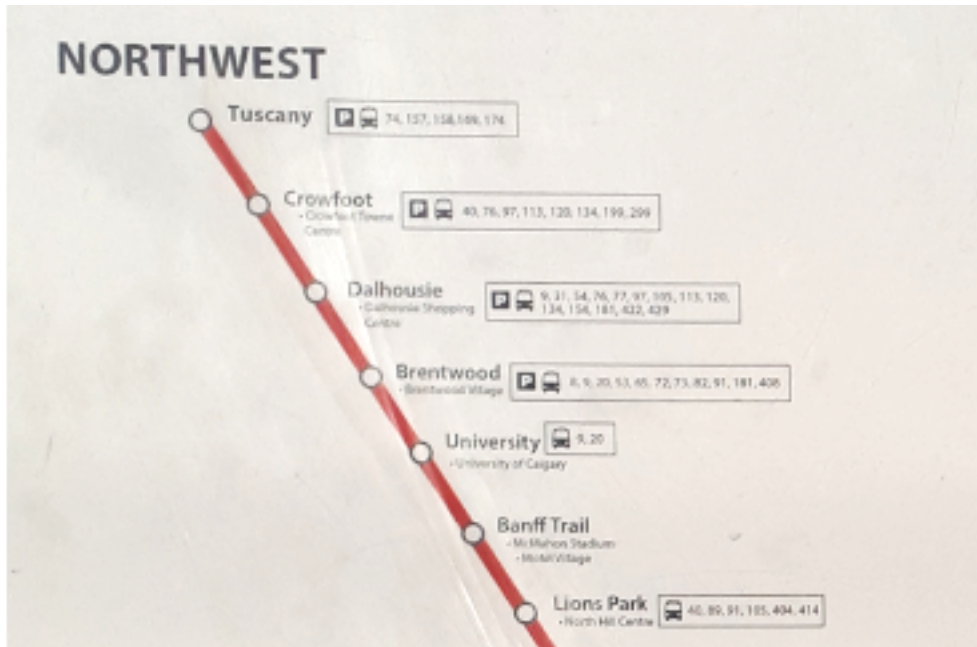 NORTHWEST
Tuscany P 74, 157, 158, 169, 174
Crowfoot P 40, 76, 97, 113, 120, 134, 199, 299
• Crowfoot Towne
Centre
Dalhousie P 9, 31, 54, 76, 77, 97, 105, 113, 120,
134, 154, 181, 422, 429
• Dalhousie Shopping
Centre
Brentwood P 8, 9, 20, 53, 65, 72, 73, 82, 91, 181, 408
• Brentwood Village
University 9, 20
• University of Calgary
Banff Trail
• McMahon Stadium
• Motel Village
Lions Park 40, 89, 91, 105, 404, 414
• North Hill Centre